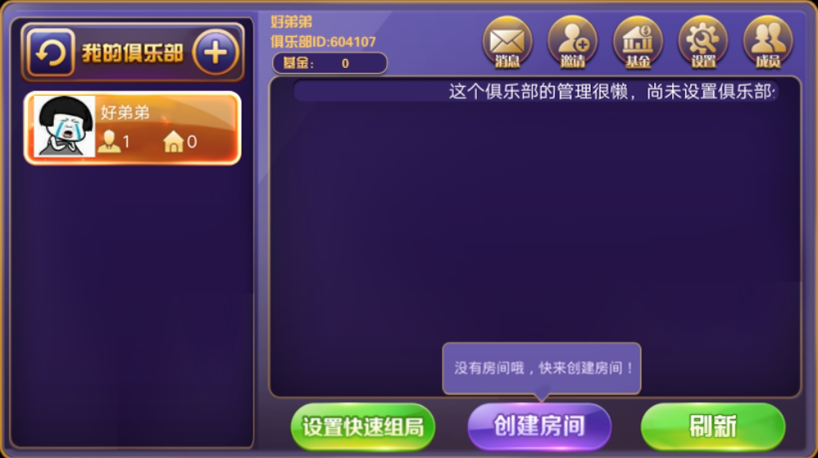 我的俱乐部
好弟弟
1
0
好弟弟
俱乐部ID:604107
基金： 0
消息
邀请
基金
设置
成员
这个俱乐部的管理很懒，尚未设置俱乐部
没有房间哦，快来创建房间！
设置快速组局
创建房间
刷新